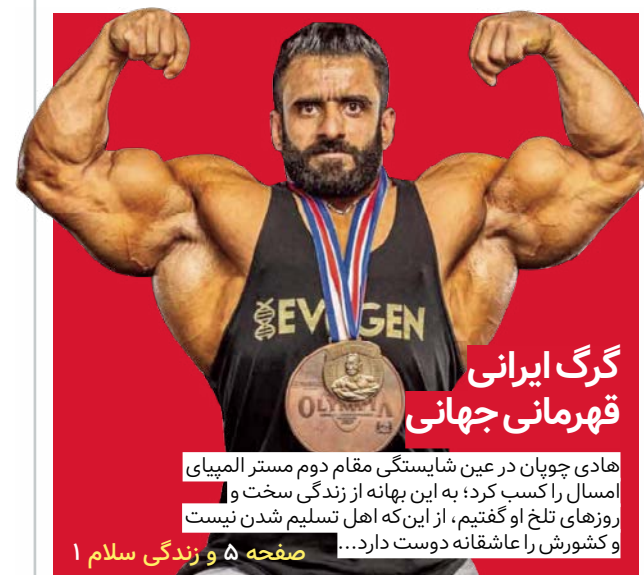 EVOGEN
OLYMPIA
گرگ ایرانی
قهرمانی جهانی
هادی چوپان در عین شایستگی مقام دوم مستر المپیای
امسال را کسب کرد؛ به این بهانه از زندگی سخت و
روزهای تلخ او گفتیم، از این‌که اهل تسلیم شدن نیست
و کشورش را عاشقانه دوست دارد...
صفحه ۵ و زندگی سلام ۱